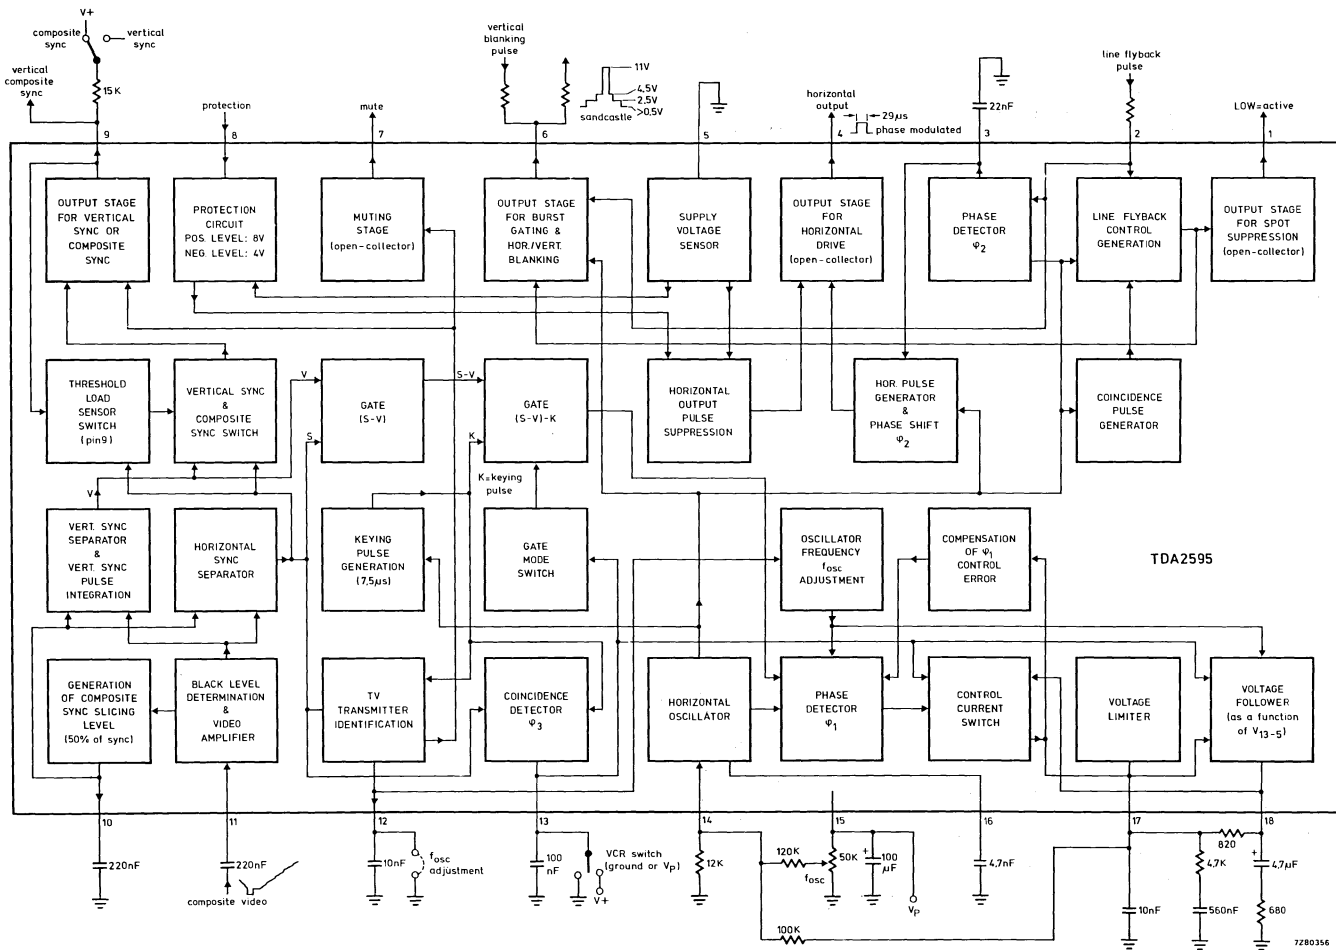 V+
composite
sync
vertical
sync
vertical
composite
sync
15K
protection
mute
vertical
blanking
pulse
11V
4,5V
2,5V
>0,5V
sandcastle
horizontal
output
29μs
phase modulated
22nF
line flyback
pulse
LOW=active
9
8
7
6
5
4
3
2
1
OUTPUT STAGE
FOR VERTICAL
SYNC OR
COMPOSITE
SYNC
PROTECTION
CIRCUIT
POS. LEVEL: 8V
NEG. LEVEL: 4V
MUTING
STAGE
(open-collector)
OUTPUT STAGE
FOR BURST
GATING &
HOR./VERT.
BLANKING
SUPPLY
VOLTAGE
SENSOR
OUTPUT STAGE
FOR
HORIZONTAL
DRIVE
(open-collector)
PHASE
DETECTOR
φ2
LINE FLYBACK
CONTROL
GENERATION
OUTPUT STAGE
FOR SPOT
SUPPRESSION
(open-collector)
THRESHOLD
LOAD
SENSOR
SWITCH
(pin9)
VERTICAL SYNC
&
COMPOSITE
SYNC SWITCH
V
S
GATE
(S-V)
S-V
K
GATE
(S-V)-K
HORIZONTAL
OUTPUT
PULSE
SUPPRESSION
HOR. PULSE
GENERATOR
&
PHASE SHIFT
φ2
COINCIDENCE
PULSE
GENERATOR
K=keying
pulse
V
VERT. SYNC
SEPARATOR
&
VERT. SYNC
PULSE
INTEGRATION
HORIZONTAL
SYNC
SEPARATOR
KEYING
PULSE
GENERATION
(7,5μs)
GATE
MODE
SWITCH
OSCILLATOR
FREQUENCY
fosc
ADJUSTMENT
COMPENSATION
OF φ1
CONTROL
ERROR
TDA2595
GENERATION
OF COMPOSITE
SYNC SLICING
LEVEL
(50% of sync)
BLACK LEVEL
DETERMINATION
&
VIDEO
AMPLIFIER
TV
TRANSMITTER
IDENTIFICATION
COINCIDENCE
DETECTOR
φ3
HORIZONTAL
OSCILLATOR
PHASE
DETECTOR
φ1
CONTROL
CURRENT
SWITCH
VOLTAGE
LIMITER
VOLTAGE
FOLLOWER
(as a function
of V13-5)
10
11
12
13
14
15
16
17
18
220nF
220nF
composite video
10nF
fosc
adjustment
100
nF
VCR switch
(ground or Vp)
V+
12K
120K
fosc
50K
100
μF
Vp
100K
4,7nF
10nF
820
4,7K
560nF
4,7μF
680
7Z80356